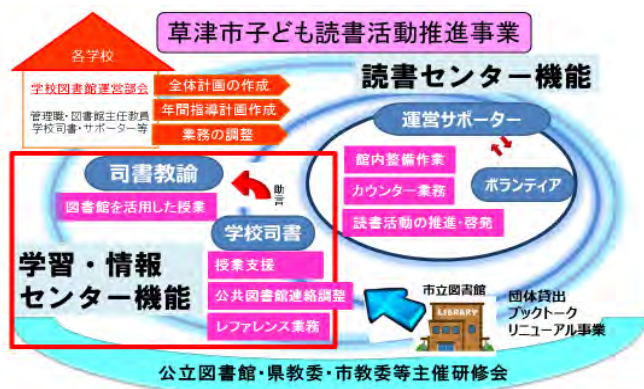 草津市子ども読書活動推進事業
各学校
学校図書館運営部会
管理職・図書館主任教員
学校司書・サポーター等
全体計画の作成
年間指導計画作成
業務の調整
読書センター機能
運営サポーター
館内整備作業
カウンター業務
読書活動の推進・啓発
ボランティア
司書教諭
図書館を活用した授業
助言
学校司書
授業支援
公共図書館連絡調整
レファレンス業務
学習・情報
センター機能
市立図書館
LIBRARY
団体貸出
ブックトーク
リニューアル事業
公立図書館・県教委・市教委等主催研修会